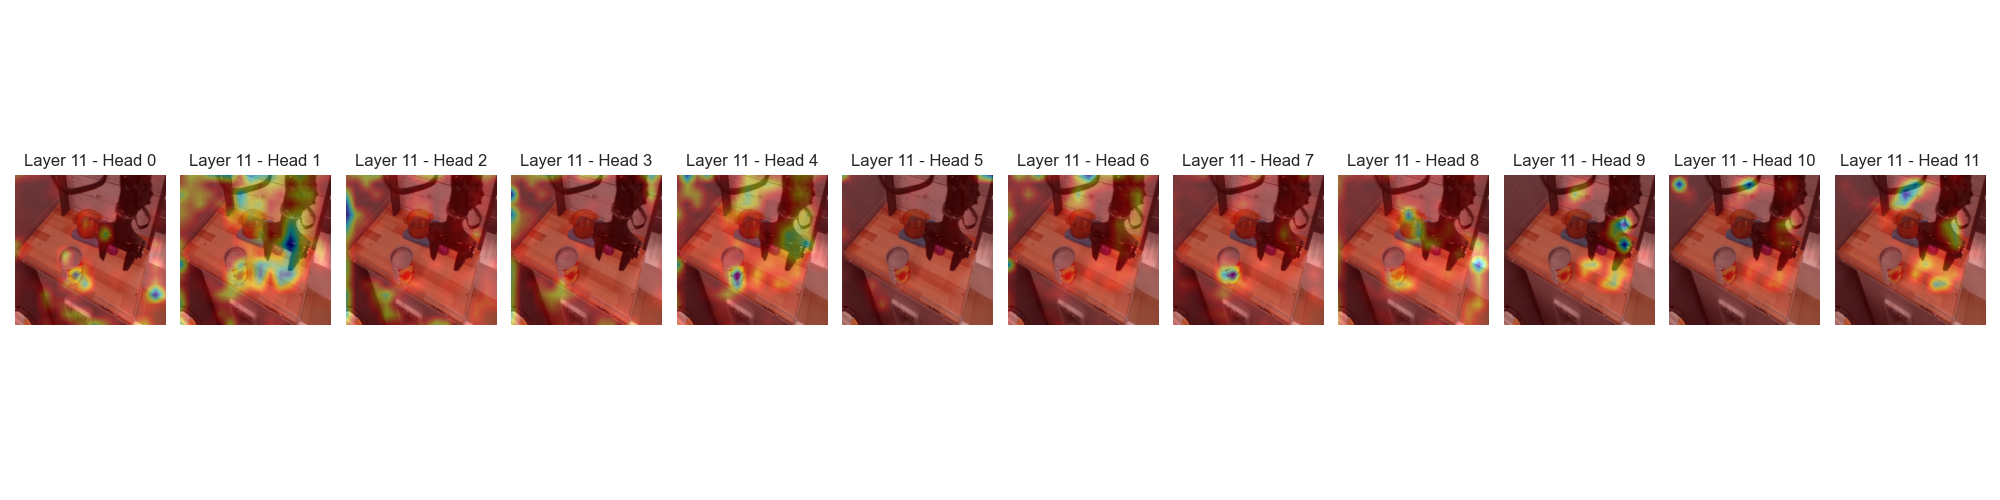 Layer 11 - Head 0
Layer 11 - Head 1
Layer 11 - Head 2
Layer 11 - Head 3
Layer 11 - Head 4
Layer 11 - Head 5
Layer 11 - Head 6
Layer 11 - Head 7
Layer 11 - Head 8
Layer 11 - Head 9
Layer 11 - Head 10
Layer 11 - Head 11